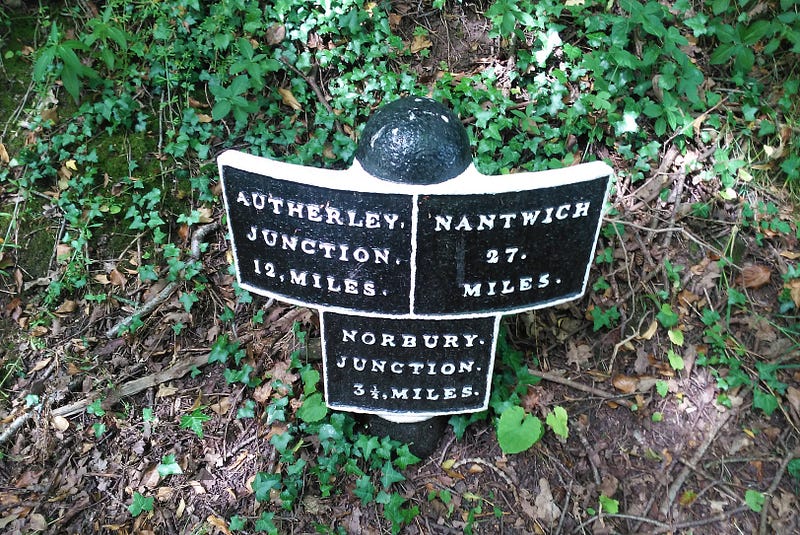 AUTHERLEY.
JUNCTION.
12, MILES.
NANTWICH
27.
MILES.
NORBURY.
JUNCTION.
3½, MILES.